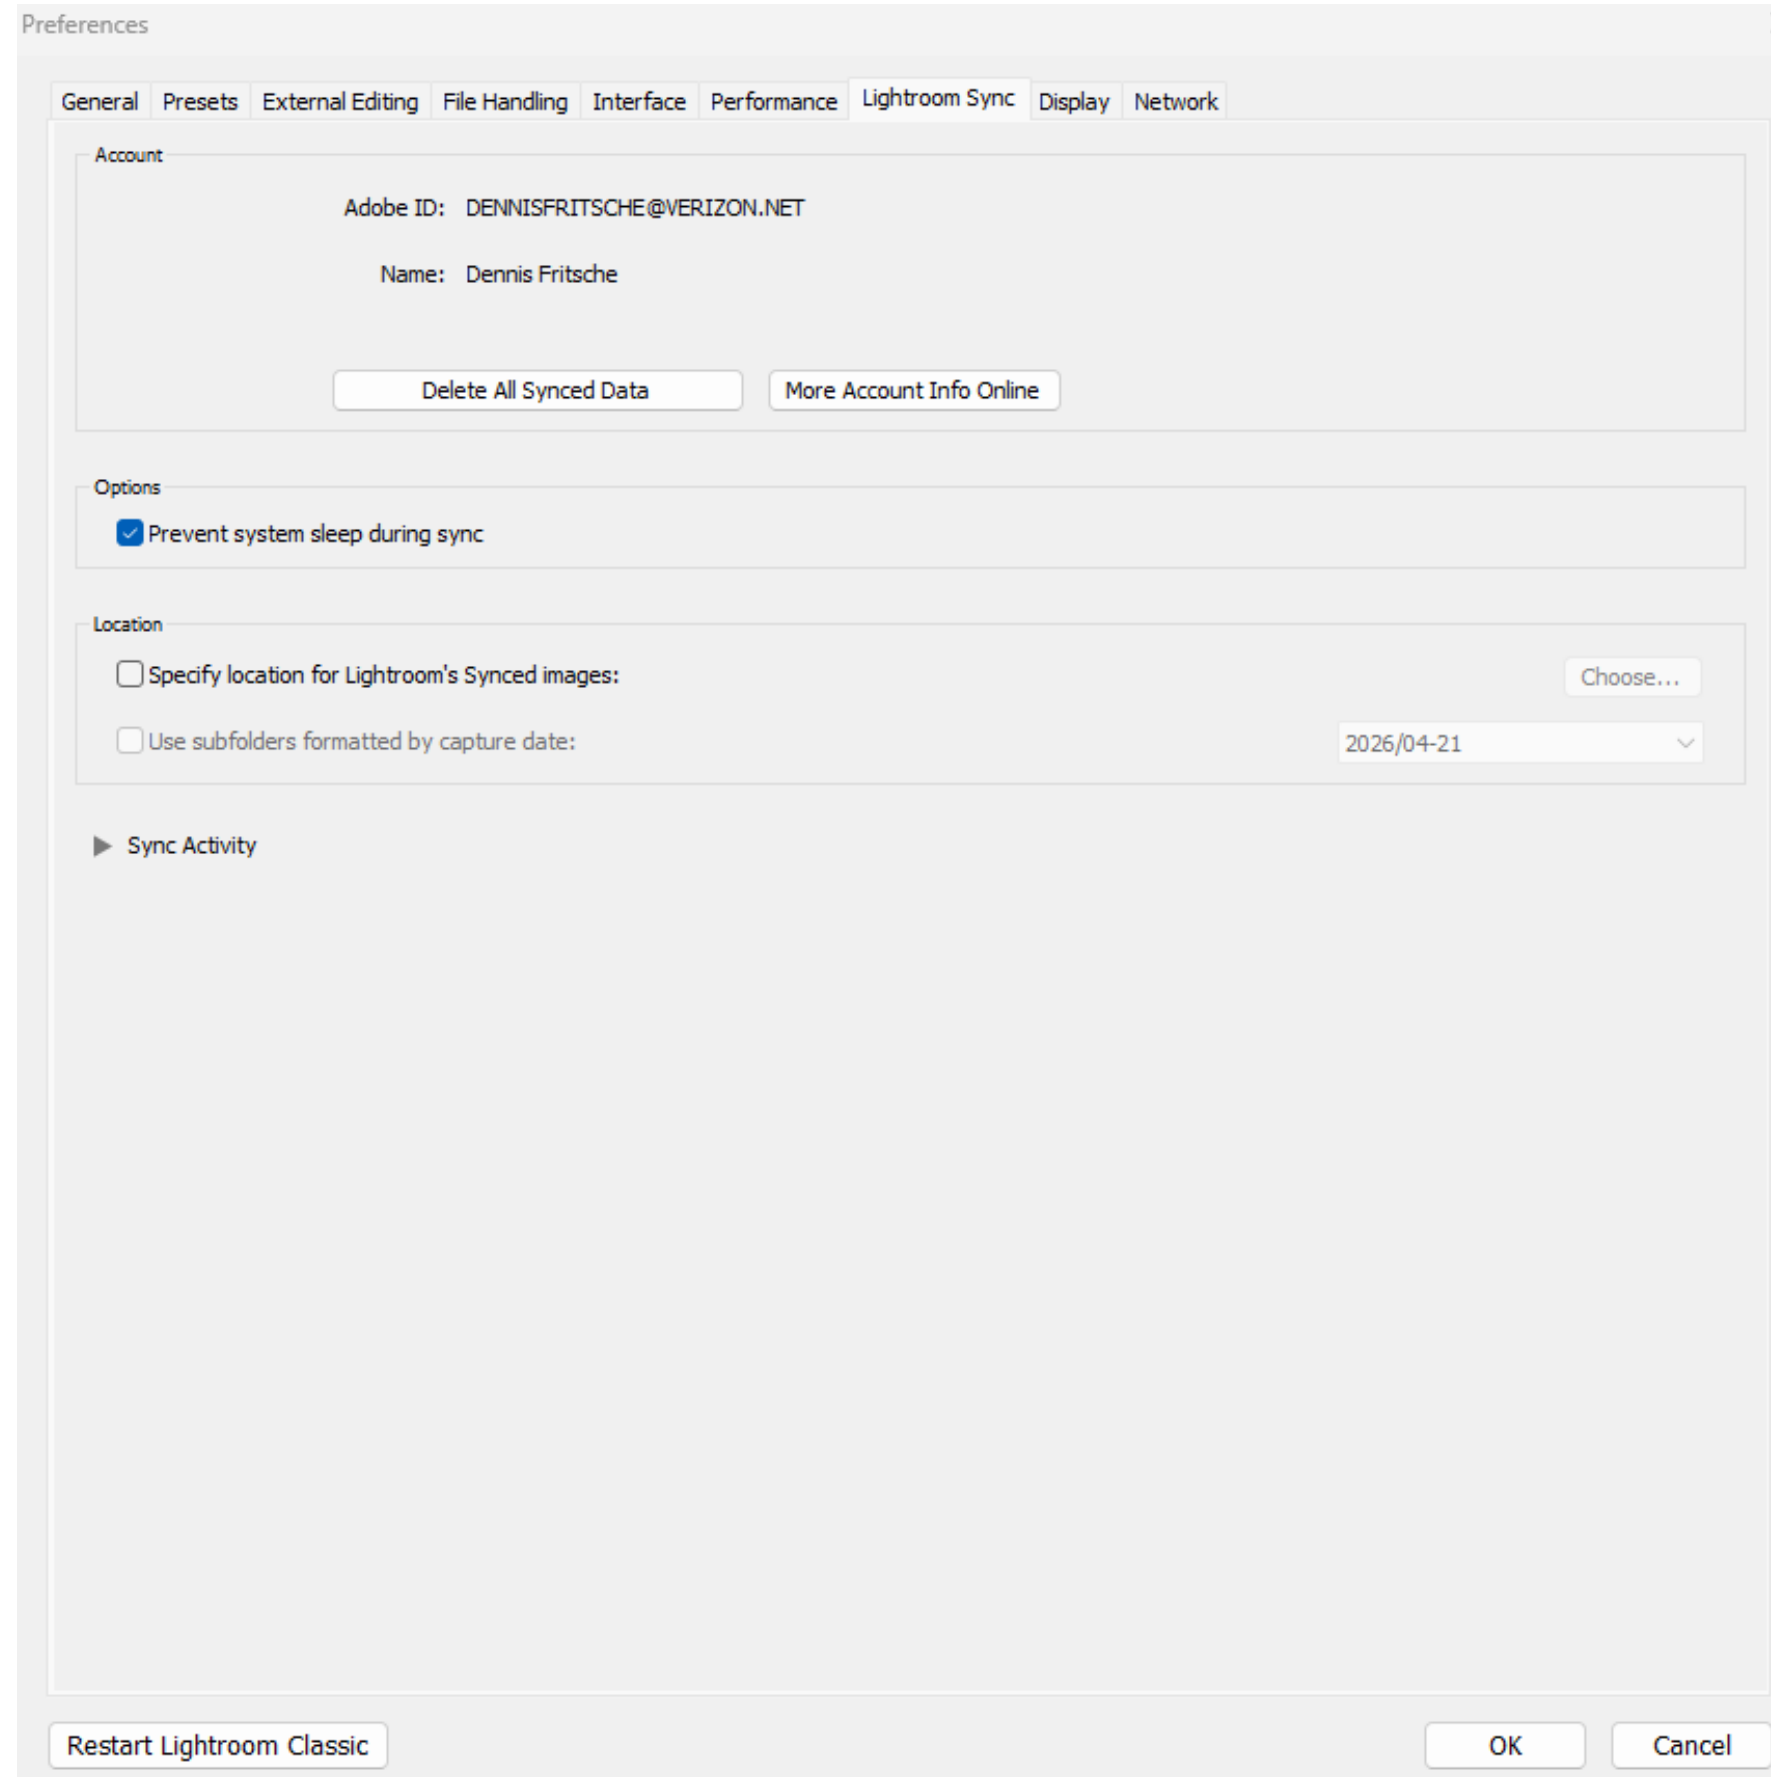 Preferences
General Presets External Editing File Handling Interface Performance Lightroom Sync Display Network
Account
Adobe ID: DENNISFRITSCHE@VERIZON.NET
Name: Dennis Fritsche
Delete All Synced Data More Account Info Online
Options
Prevent system sleep during sync
Location
Specify location for Lightroom's Synced images: Choose...
Use subfolders formatted by capture date: 2026/04-21
Sync Activity
Restart Lightroom Classic OK Cancel